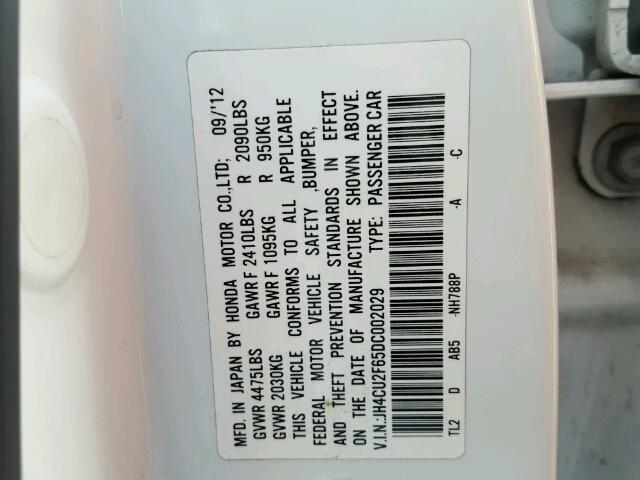 MFD. IN JAPAN BY HONDA MOTOR CO.,LTD; 09/'12
GVWR 4475LBS GAWR F 2410LBS R 2090LBS
GVWR 2030KG GAWR F 1095KG R 950KG
THIS VEHICLE CONFORMS TO ALL APPLICABLE
FEDERAL MOTOR VEHICLE SAFETY ,BUMPER,
AND THEFT PREVENTION STANDARDS IN EFFECT
ON THE DATE OF MANUFACTURE SHOWN ABOVE.
V.I.N:JH4CU2F65DC002029 TYPE: PASSENGER CAR
TL2 D AB5 -NH788P -A -C